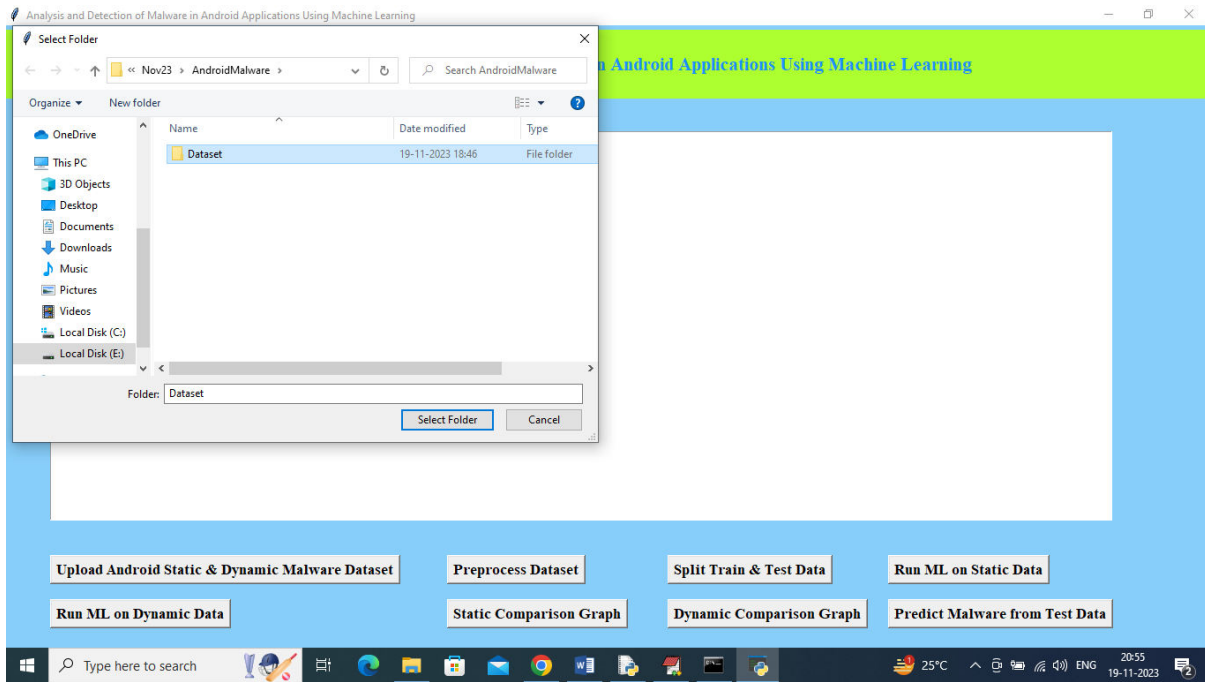 Analysis and Detection of Malware in Android Applications Using Machine Learning
Select Folder
n Android Applications Using Machine Learning
« Nov23 › AndroidMalware ›
Search AndroidMalware
Organize
New folder
?
Name
Date modified
Type
OneDrive
Dataset
19-11-2023 18:46
File folder
This PC
3D Objects
Desktop
Documents
Downloads
Music
Pictures
Videos
Local Disk (C:)
Local Disk (E:)
Folder: Dataset
Select Folder
Cancel
Upload Android Static & Dynamic Malware Dataset
Preprocess Dataset
Split Train & Test Data
Run ML on Static Data
Run ML on Dynamic Data
Static Comparison Graph
Dynamic Comparison Graph
Predict Malware from Test Data
Type here to search
25°C
ENG
20:55
19-11-2023
2